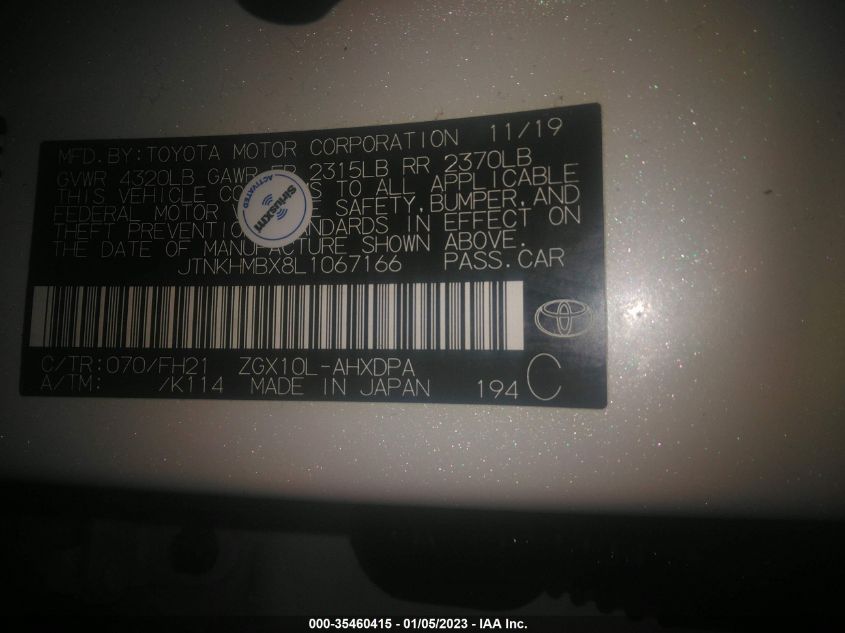 MFD.BY:TOYOTA MOTOR CORPORATION 11/19
GVWR 4320LB GAWR FR 2315LB RR 2370LB
THIS VEHICLE TO ALL APPLICABLE
FEDERAL MOTOR SAFETY,BUMPER,AND
THEFT PREVENTION STANDARDS IN EFFECT ON
THE DATE OF MANUFACTURE SHOWN ABOVE.
JTNKHMBX8L1067166 PASS.CAR
C/TR:070/FH21 ZGX10L-AHXDPA
A/TM: /K114 MADE IN JAPAN 194 C
SiriusXM
ACTIVATED
000-35460415 - 01/05/2023 - IAA Inc.